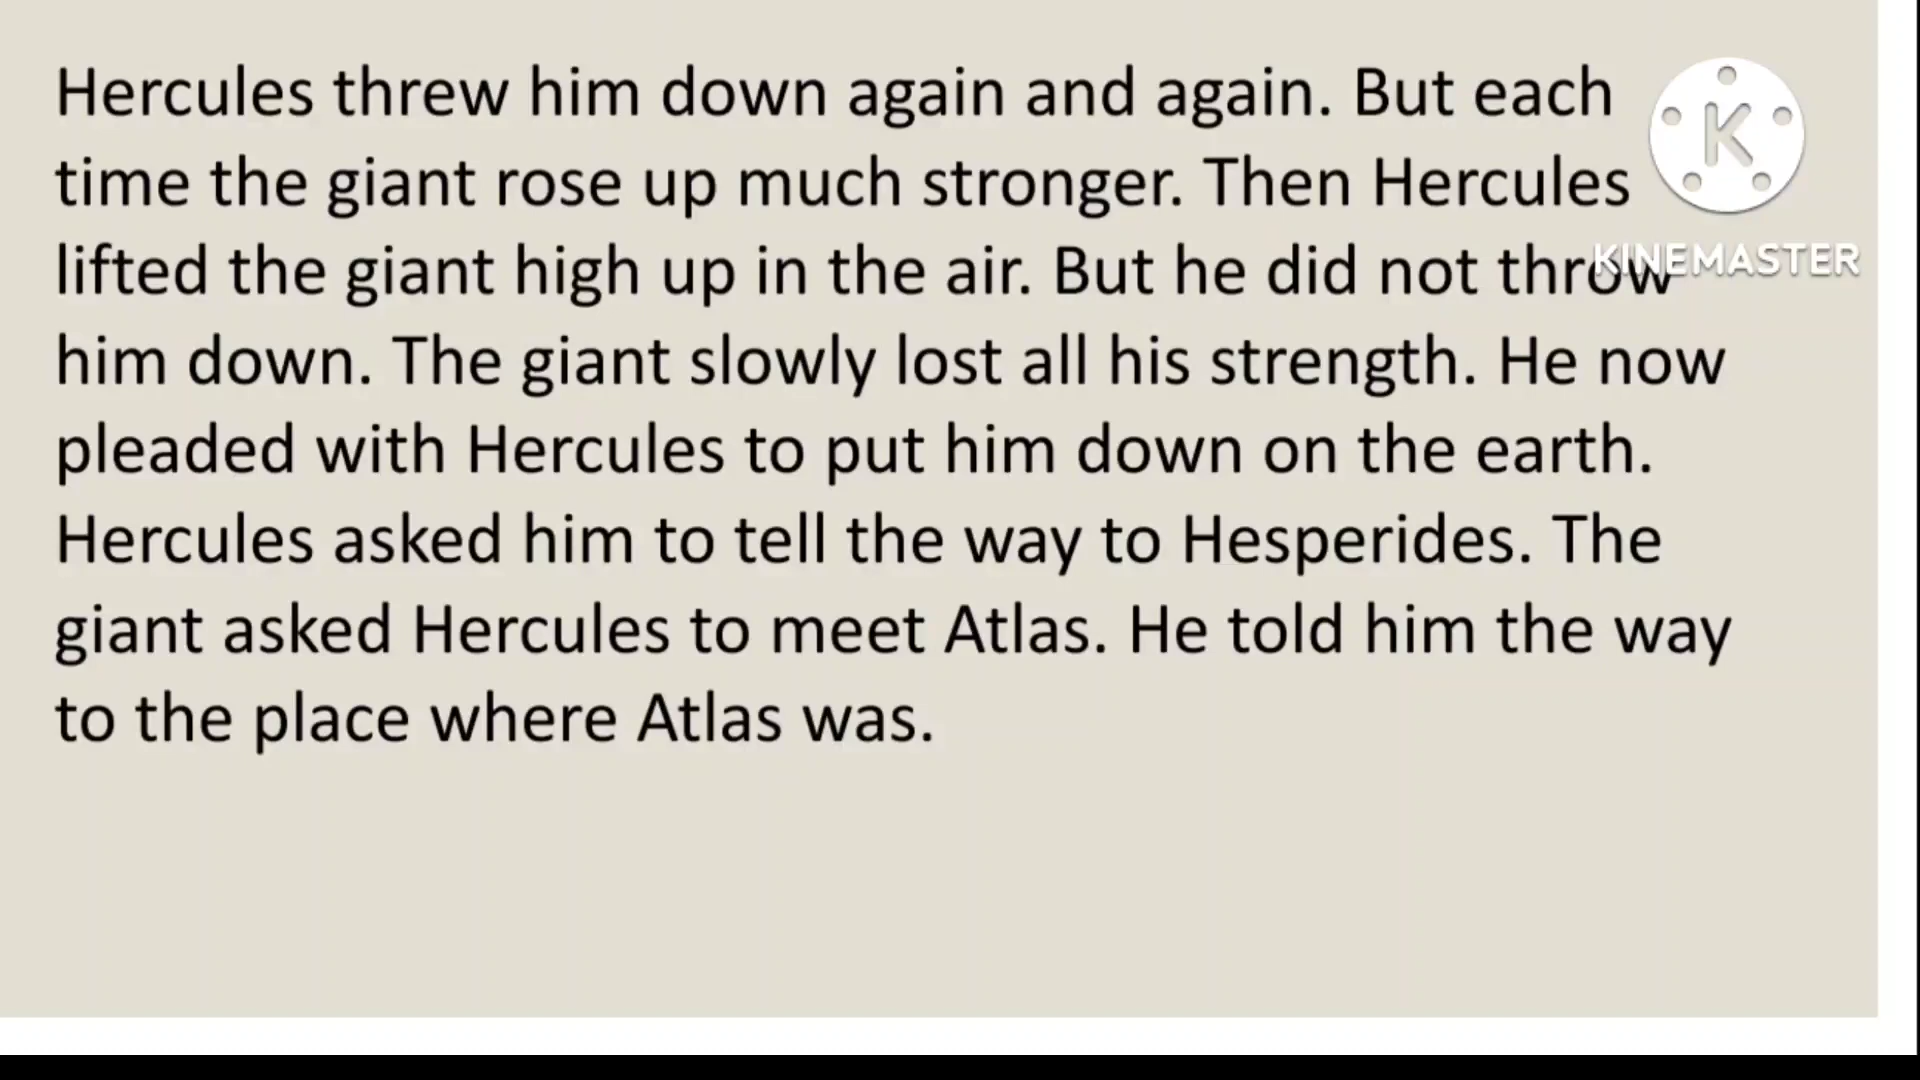 Hercules threw him down again and again. But each
time the giant rose up much stronger. Then Hercules
lifted the giant high up in the air. But he did not throw
him down. The giant slowly lost all his strength. He now
pleaded with Hercules to put him down on the earth.
Hercules asked him to tell the way to Hesperides. The
giant asked Hercules to meet Atlas. He told him the way
to the place where Atlas was.
K
KINEMASTER